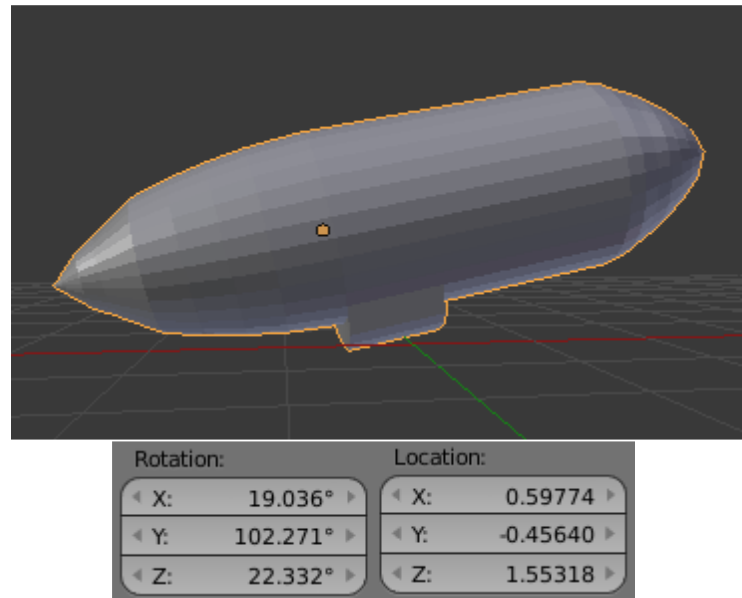 Rotation: Location:
X: 19.036° X: 0.59774
Y: 102.271° Y: -0.45640
Z: 22.332° Z: 1.55318